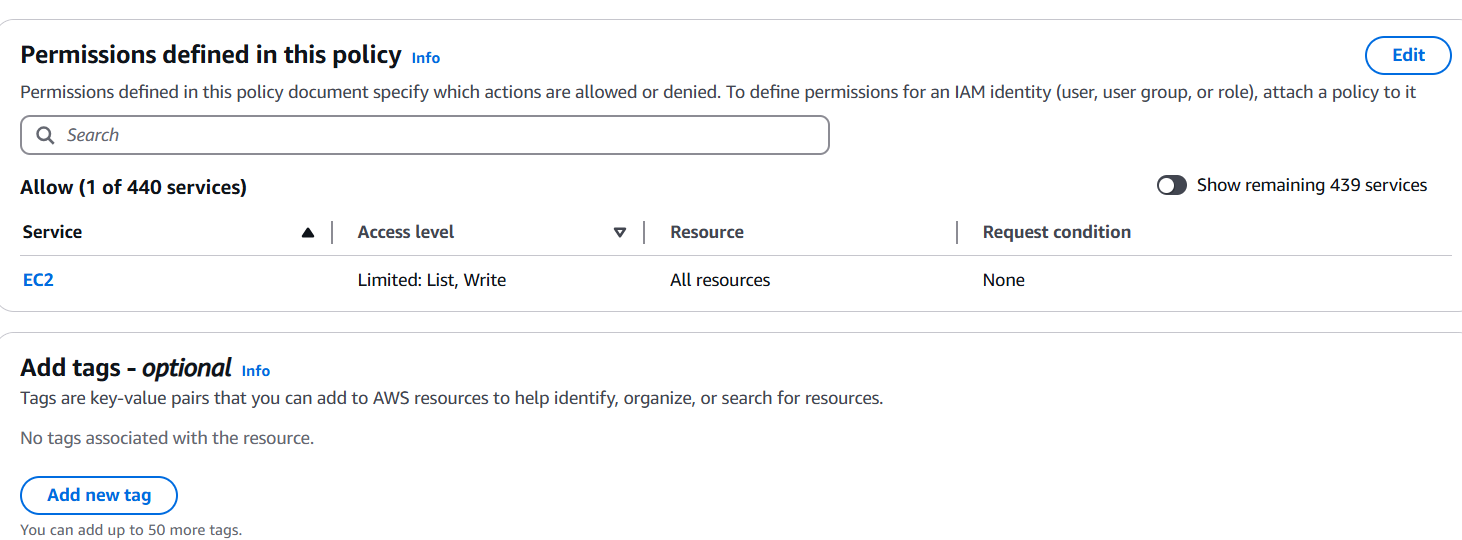 Permissions defined in this policy Info
Edit
Permissions defined in this policy document specify which actions are allowed or denied. To define permissions for an IAM identity (user, user group, or role), attach a policy to it
Search
Allow (1 of 440 services)
Show remaining 439 services
Service Access level Resource Request condition
EC2 Limited: List, Write All resources None
Add tags - optional Info
Tags are key-value pairs that you can add to AWS resources to help identify, organize, or search for resources.
No tags associated with the resource.
Add new tag
You can add up to 50 more tags.